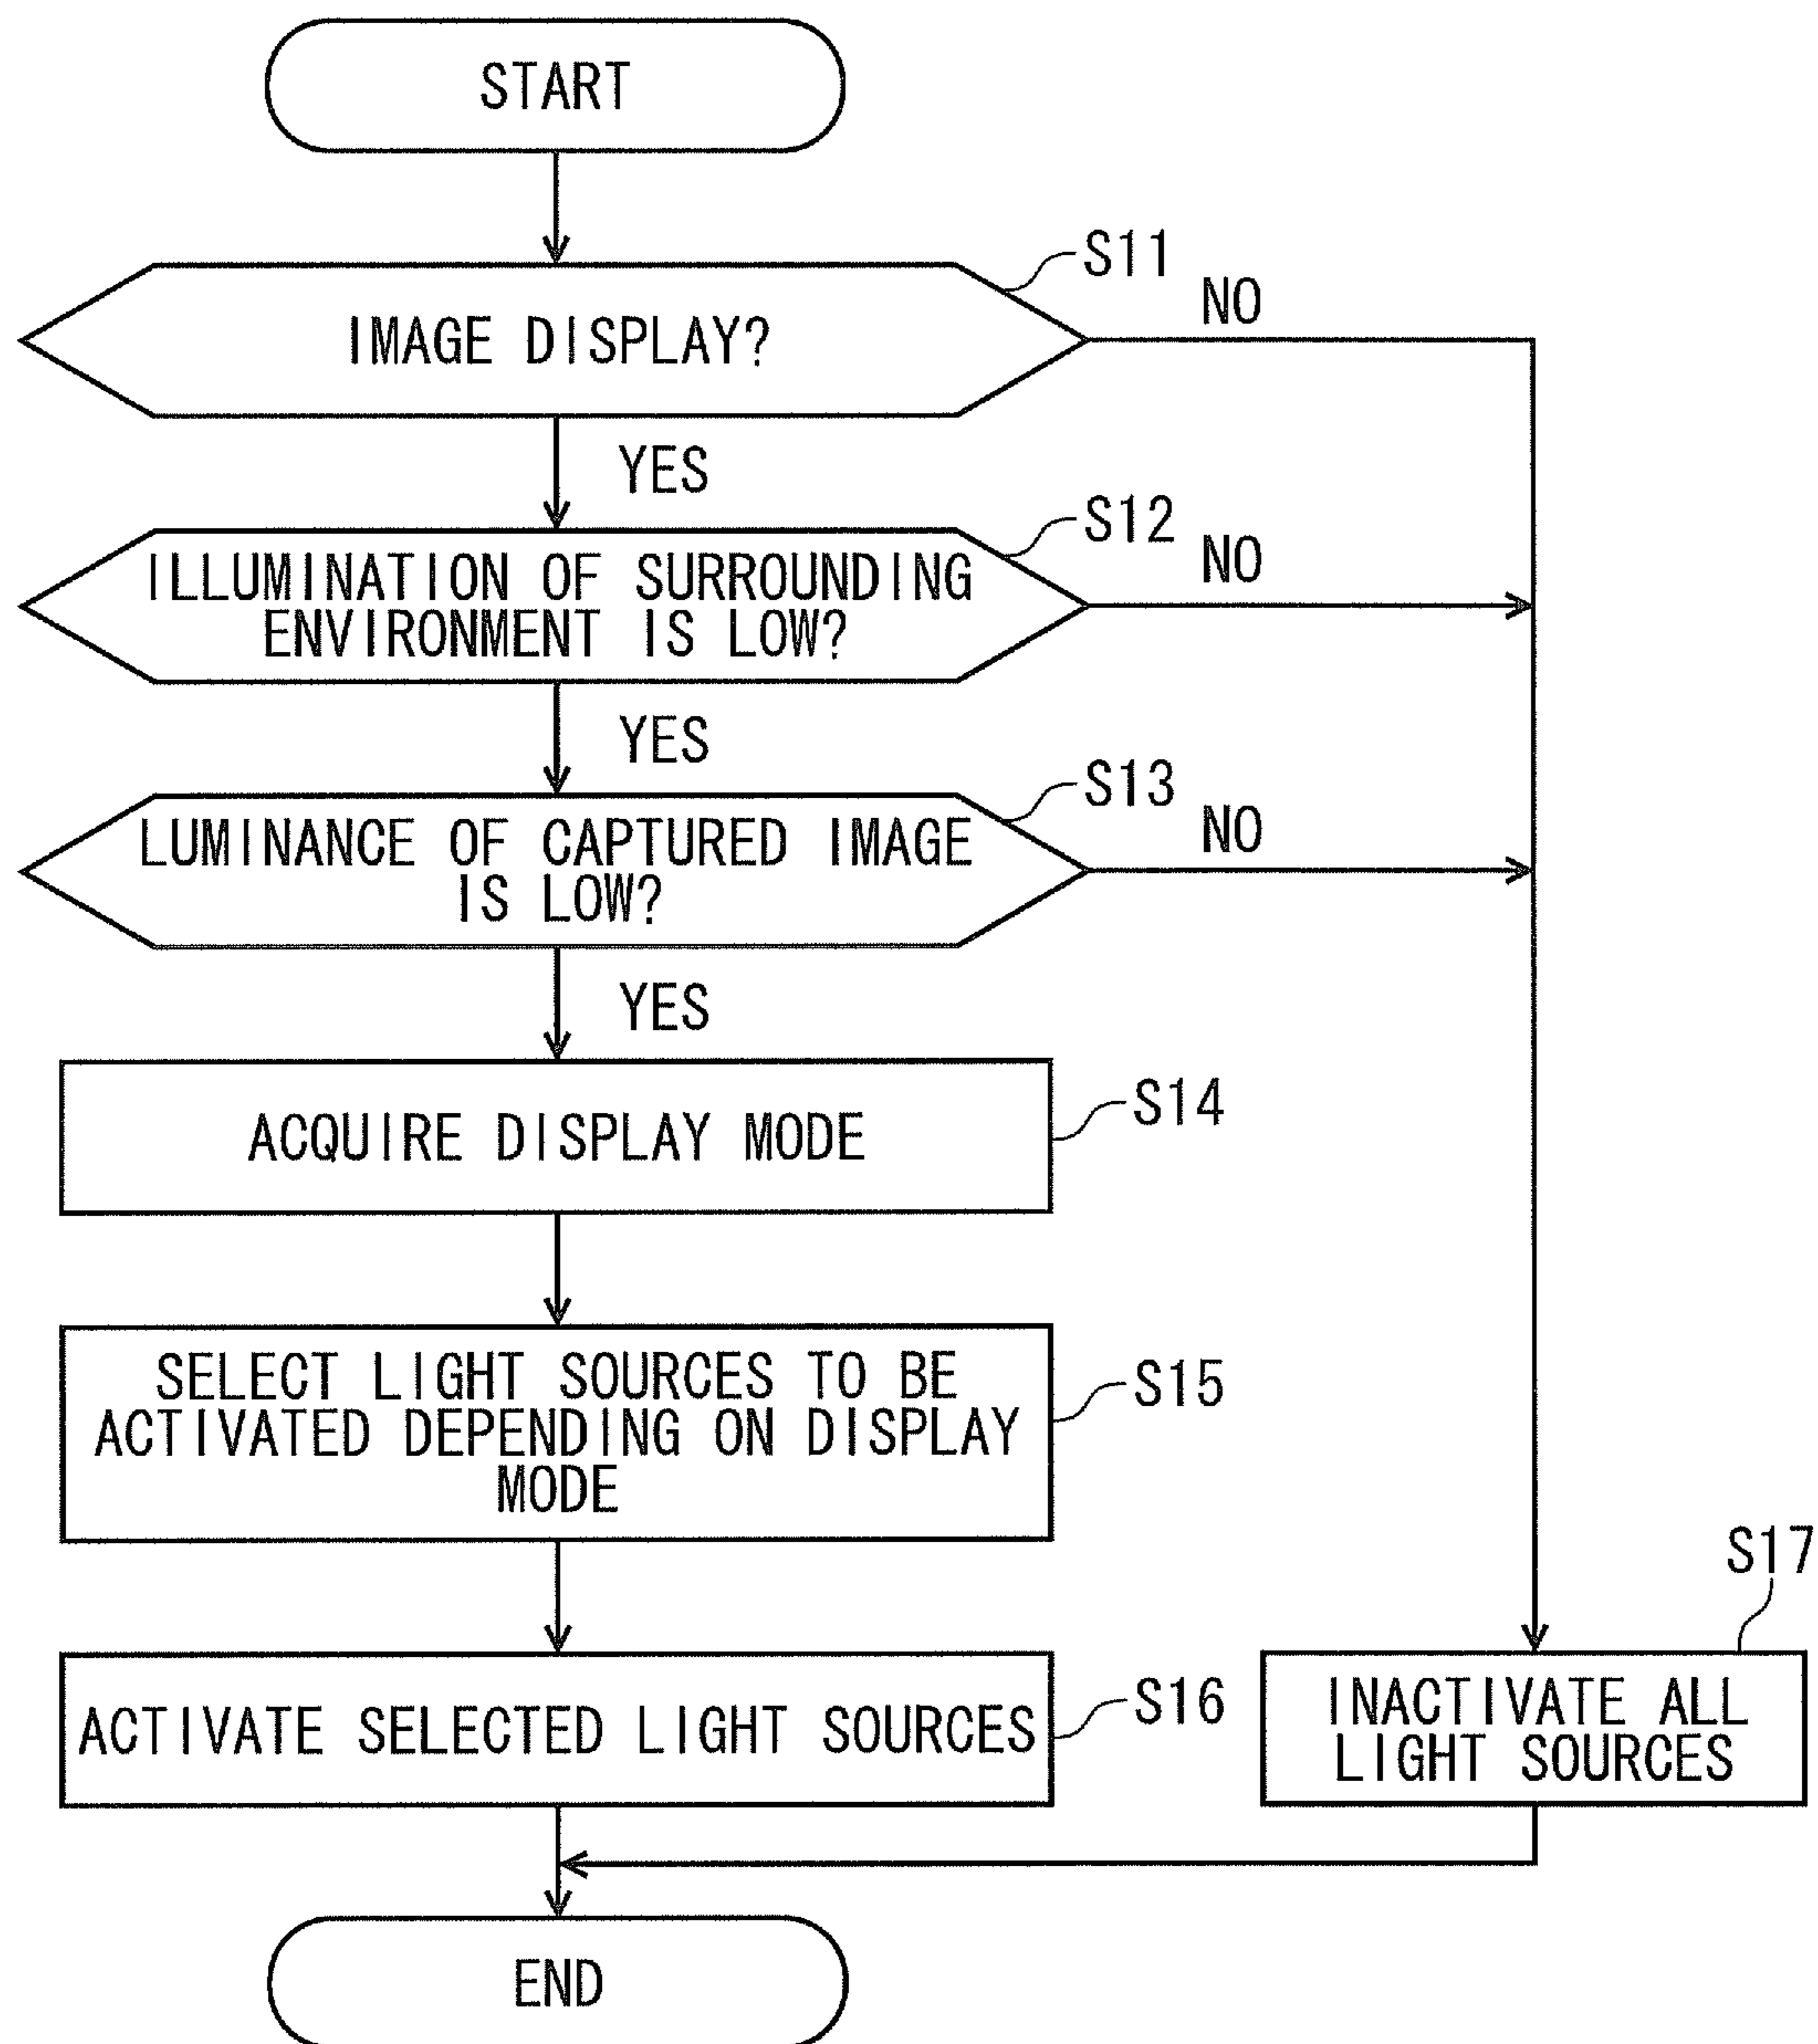 START
S11
IMAGE DISPLAY?
NO
YES
S12
ILLUMINATION OF SURROUNDING
ENVIRONMENT IS LOW?
NO
YES
S13
LUMINANCE OF CAPTURED IMAGE
IS LOW?
NO
YES
ACQUIRE DISPLAY MODE
S14
SELECT LIGHT SOURCES TO BE
ACTIVATED DEPENDING ON DISPLAY
MODE
S15
ACTIVATE SELECTED LIGHT SOURCES
S16
S17
INACTIVATE ALL
LIGHT SOURCES
END